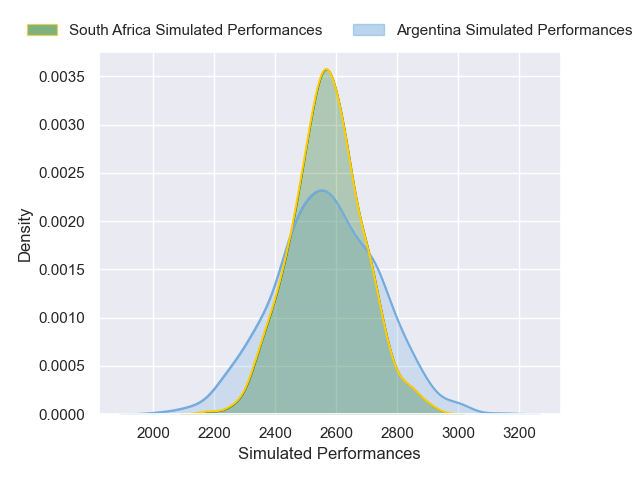 South Africa Simulated Performances Argentina Simulated Performances
0.0035
0.0030
0.0025
0.0020
0.0015
0.0010
0.0005
0.0000
Density
2000 2200 2400 2600 2800 3000 3200
Simulated Performances